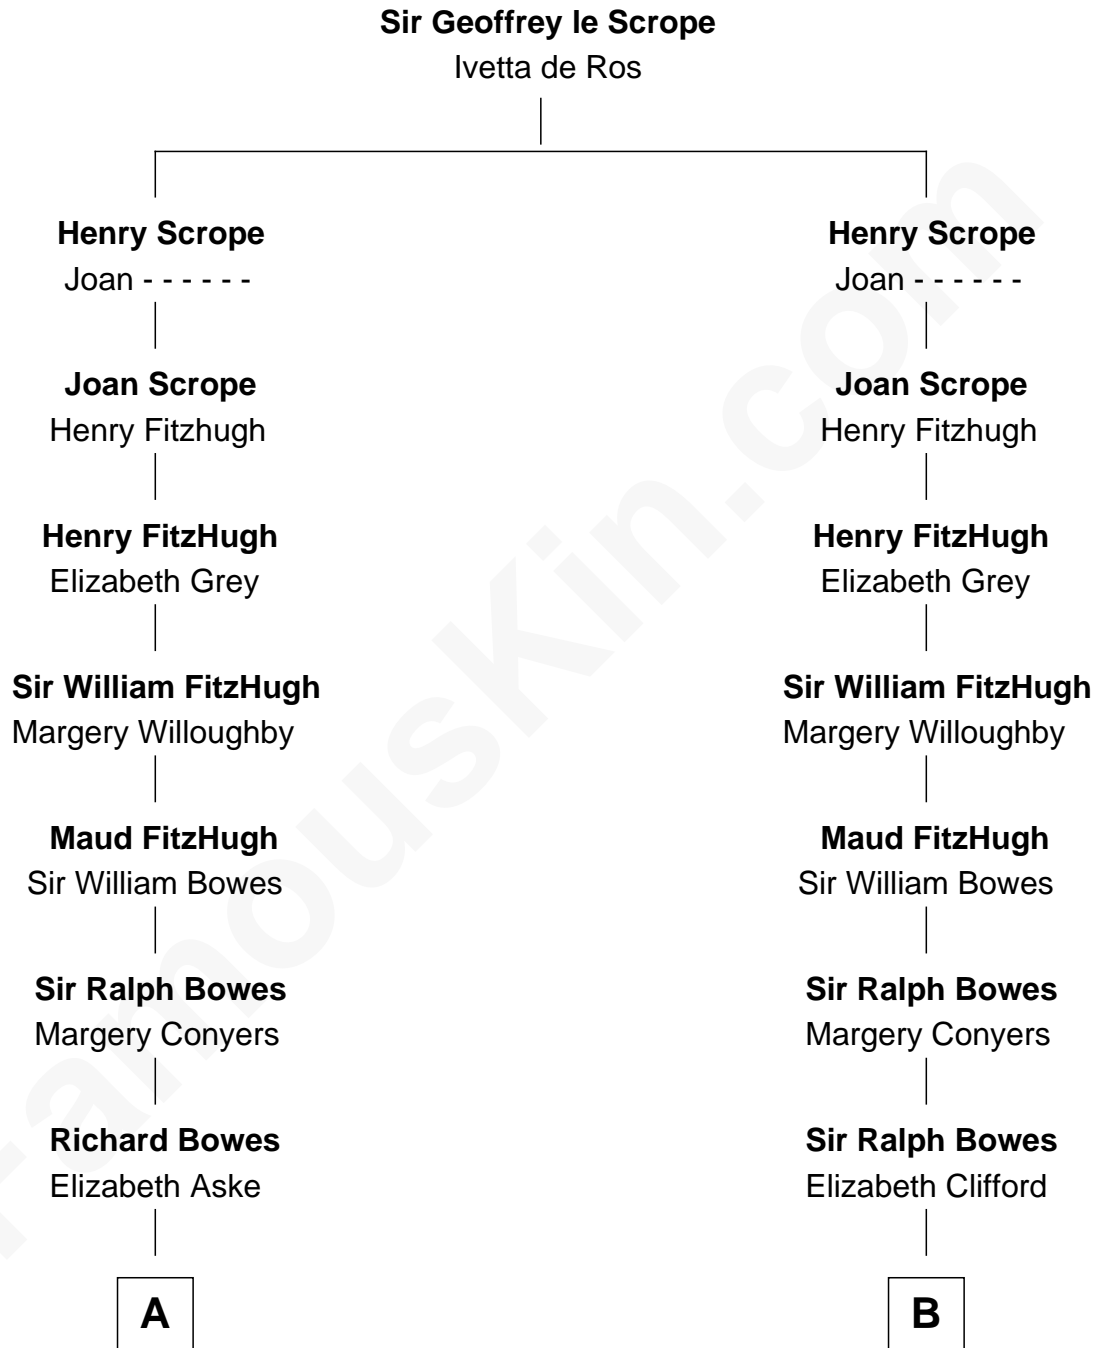 Sir Geoffrey le Scrope
Ivetta de Ros
Henry Scrope
Joan - - - - - -
Joan Scrope
Henry Fitzhugh
Henry FitzHugh
Elizabeth Grey
Sir William FitzHugh
Margery Willoughby
Maud FitzHugh
Sir William Bowes
Sir Ralph Bowes
Margery Conyers
Richard Bowes
Elizabeth Aske
A
Henry Scrope
Joan - - - - - -
Joan Scrope
Henry Fitzhugh
Henry FitzHugh
Elizabeth Grey
Sir William FitzHugh
Margery Willoughby
Maud FitzHugh
Sir William Bowes
Sir Ralph Bowes
Margery Conyers
Sir Ralph Bowes
Elizabeth Clifford
B
FamousKin.com